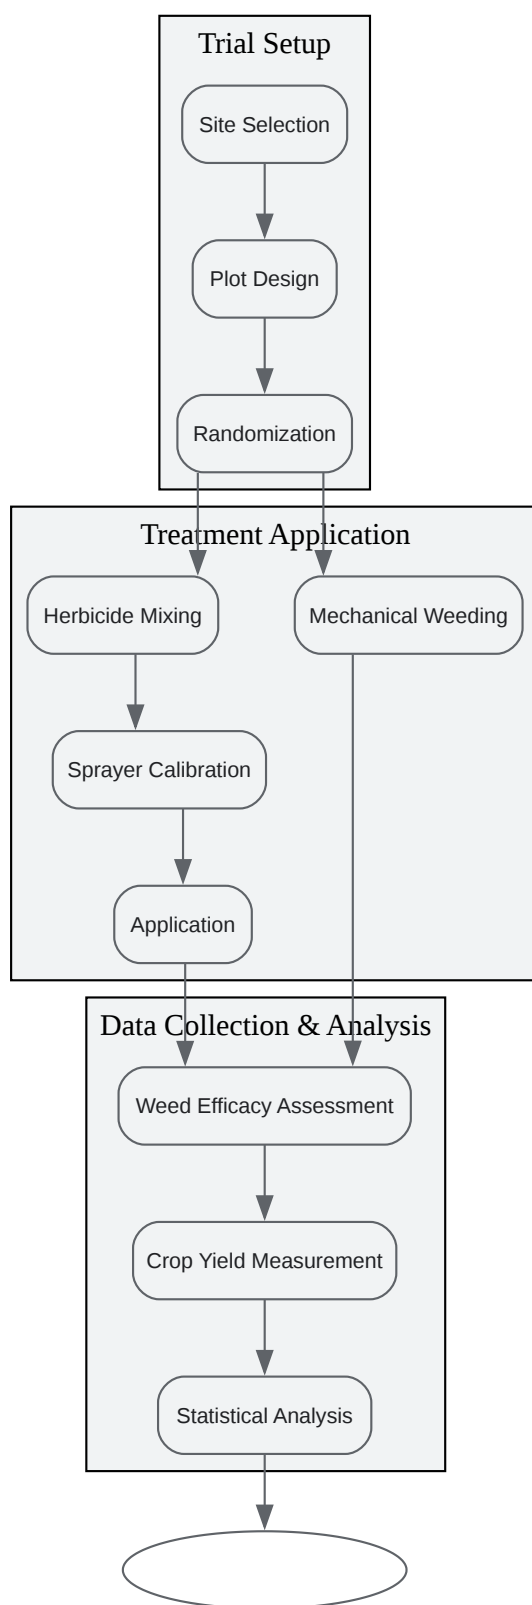 Trial Setup
Site Selection
Plot Design
Randomization
Treatment Application
Herbicide Mixing
Mechanical Weeding
Sprayer Calibration
Application
Data Collection & Analysis
Weed Efficacy Assessment
Crop Yield Measurement
Statistical Analysis